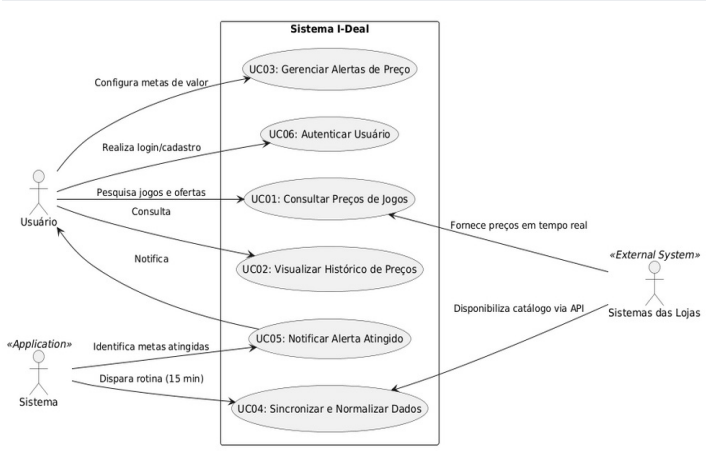 Sistema I-Deal
UC03: Gerenciar Alertas de Preço
Configura metas de valor
UC06: Autenticar Usuário
Realiza login/cadastro
Pesquisa jogos e ofertas
UC01: Consultar Preços de Jogos
Usuário
Consulta
Fornece preços em tempo real
Notifica
UC02: Visualizar Histórico de Preços
«External System»
Sistemas das Lojas
Disponibiliza catálogo via API
«Application»
Identifica metas atingidas
UC05: Notificar Alerta Atingido
Dispara rotina (15 min)
Sistema
UC04: Sincronizar e Normalizar Dados